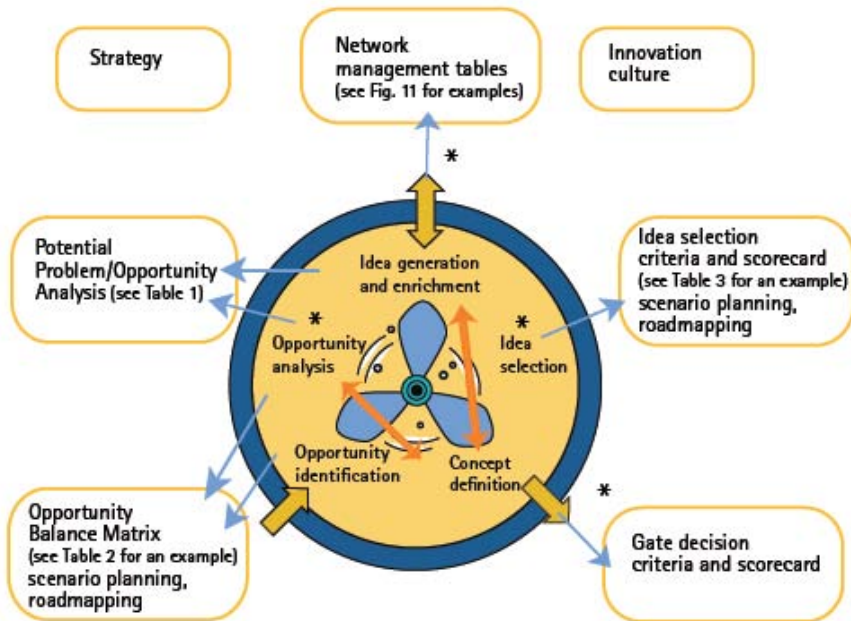 Strategy
Network
management tables
(see Fig. 11 for examples)
Innovation
culture
*
Potential
Problem/Opportunity
Analysis (see Table 1)
Idea generation
and enrichment
Idea selection
criteria and scorecard
(see Table 3 for an example)
scenario planning,
roadmapping
*
Opportunity
analysis
*
Idea
selection
Opportunity
identification
Concept
definition
*
Opportunity
Balance Matrix
(see Table 2 for an example)
scenario planning,
roadmapping
Gate decision
criteria and scorecard